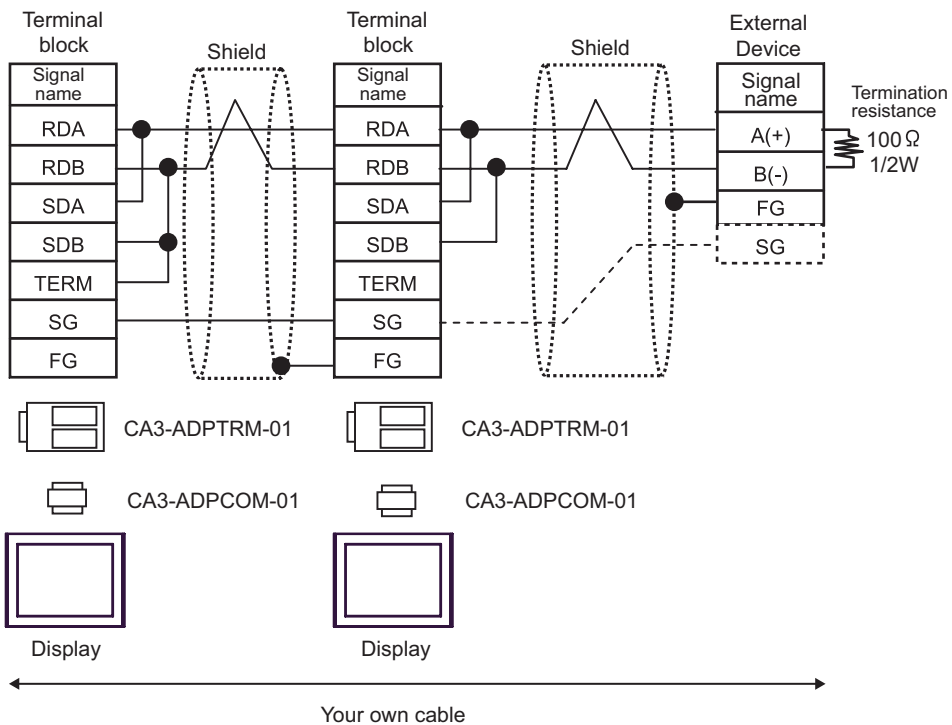 Terminal
block
Shield
Terminal
block
Shield
External
Device
Signal
name
RDA
RDB
SDA
SDB
TERM
SG
FG
Signal
name
RDA
RDB
SDA
SDB
TERM
SG
FG
Signal
name
A(+)
B(-)
FG
SG
Termination
resistance
100 Ω
1/2W
CA3-ADPTRM-01
CA3-ADPTRM-01
CA3-ADPCOM-01
CA3-ADPCOM-01
Display
Display
Your own cable